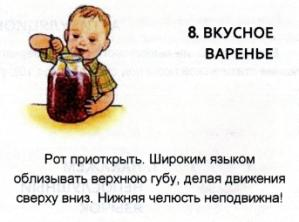 8. ВКУСНОЕ
ВАРЕНЬЕ
Рот приоткрыть. Широким языком
облизывать верхнюю губу, делая движения
сверху вниз. Нижняя челюсть неподвижна!